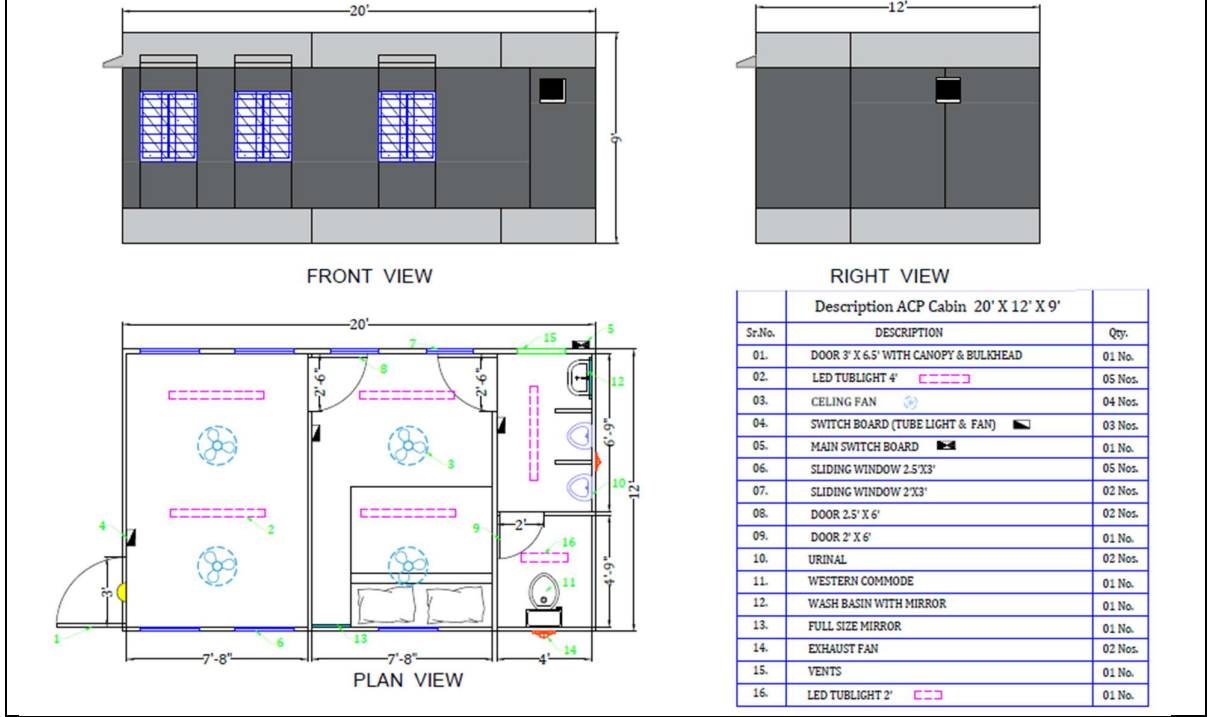 20'
12'
9'
FRONT VIEW
RIGHT VIEW
20'
7
15
5
8
12
2'-6"
2'-6"
6'-9"
3
10
12'
4
2
9
2'
16
4'-9"
3'
11
1
6
13
14
7'-8"
7'-8"
4'
PLAN VIEW
Description ACP Cabin 20' X 12' X 9'
Sr.No. DESCRIPTION Qty.
01. DOOR 3' X 6.5' WITH CANOPY & BULKHEAD 01 No.
02. LED TUBLIGHT 4' 05 Nos.
03. CELING FAN 04 Nos.
04. SWITCH BOARD (TUBE LIGHT & FAN) 03 Nos.
05. MAIN SWITCH BOARD 01 No.
06. SLIDING WINDOW 2.5'X3' 05 Nos.
07. SLIDING WINDOW 2'X3' 02 Nos.
08. DOOR 2.5' X 6' 02 Nos.
09. DOOR 2' X 6' 01 No.
10. URINAL 02 Nos.
11. WESTERN COMMODE 01 No.
12. WASH BASIN WITH MIRROR 01 No.
13. FULL SIZE MIRROR 01 No.
14. EXHAUST FAN 02 Nos.
15. VENTS 01 No.
16. LED TUBLIGHT 2' 01 No.